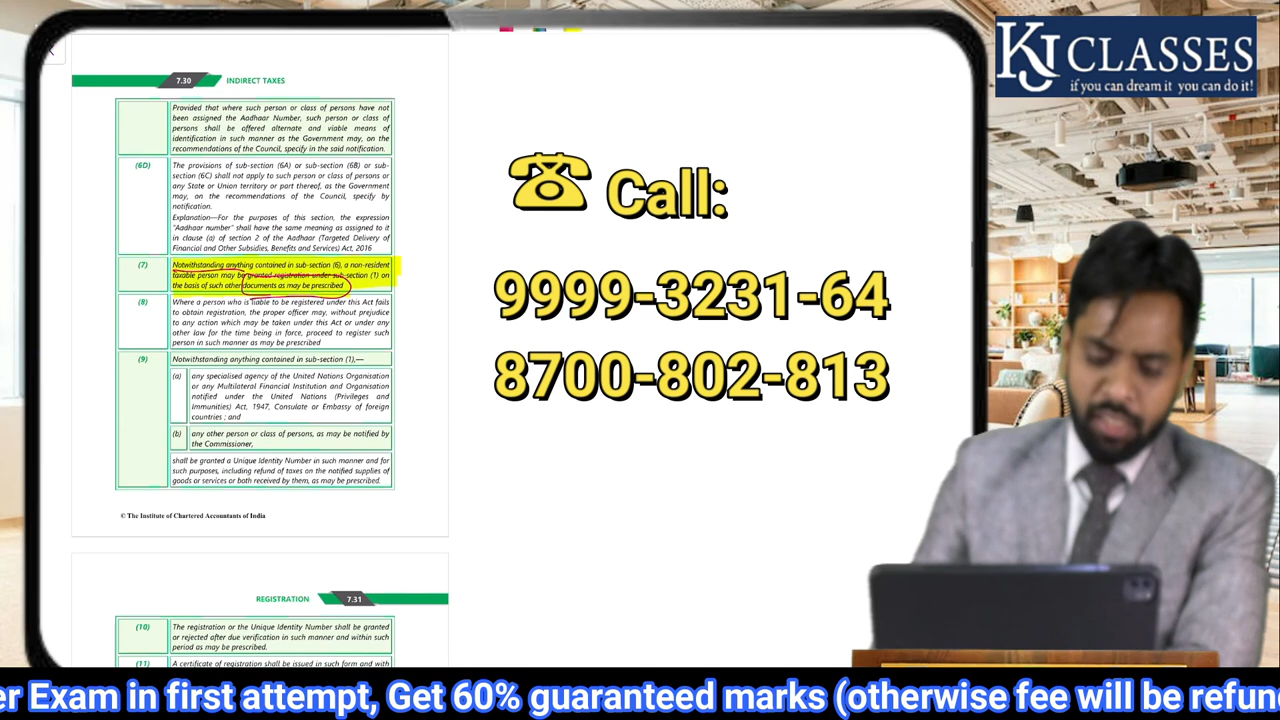 7.30 INDIRECT TAXES
Provided that where such person or class of persons have not
been assigned the Aadhaar Number, such person or class of
persons shall be offered alternate and viable means of
identification in such manner as the Government may, on the
recommendations of the Council, specify in the said notification.
(6D) The provisions of sub-section (6A) or sub-section (6B) or sub-
section (6C) shall not apply to such person or class of persons or
any State or Union territory or part thereof, as the Government
may, on the recommendations of the Council, specify by
notification.
Explanation—For the purposes of this section, the expression
"Aadhaar number" shall have the same meaning as assigned to it
in clause (a) of section 2 of the Aadhaar (Targeted Delivery of
Financial and Other Subsidies, Benefits and Services) Act, 2016
(7) Notwithstanding anything contained in sub-section (6), a non-resident
taxable person may be granted registration under sub-section (1) on
the basis of such other documents as may be prescribed
(8) Where a person who is liable to be registered under this Act fails
to obtain registration, the proper officer may, without prejudice
to any action which may be taken under this Act or under any
other law for the time being in force, proceed to register such
person in such manner as may be prescribed
(9) Notwithstanding anything contained in sub-section (1),—
(a) any specialised agency of the United Nations Organisation
or any Multilateral Financial Institution and Organisation
notified under the United Nations (Privileges and
Immunities) Act, 1947, Consulate or Embassy of foreign
countries ; and
(b) any other person or class of persons, as may be notified by
the Commissioner,
shall be granted a Unique Identity Number in such manner and for
such purposes, including refund of taxes on the notified supplies of
goods or services or both received by them, as may be prescribed.
© The Institute of Chartered Accountants of India
REGISTRATION 7.31
(10) The registration or the Unique Identity Number shall be granted
or rejected after due verification in such manner and within such
period as may be prescribed.
(11) A certificate of registration shall be issued in such form and with
Call:
9999-3231-64
8700-802-813
KJ CLASSES
if you can dream it you can do it!
er Exam in first attempt, Get 60% guaranteed marks (otherwise fee will be refun